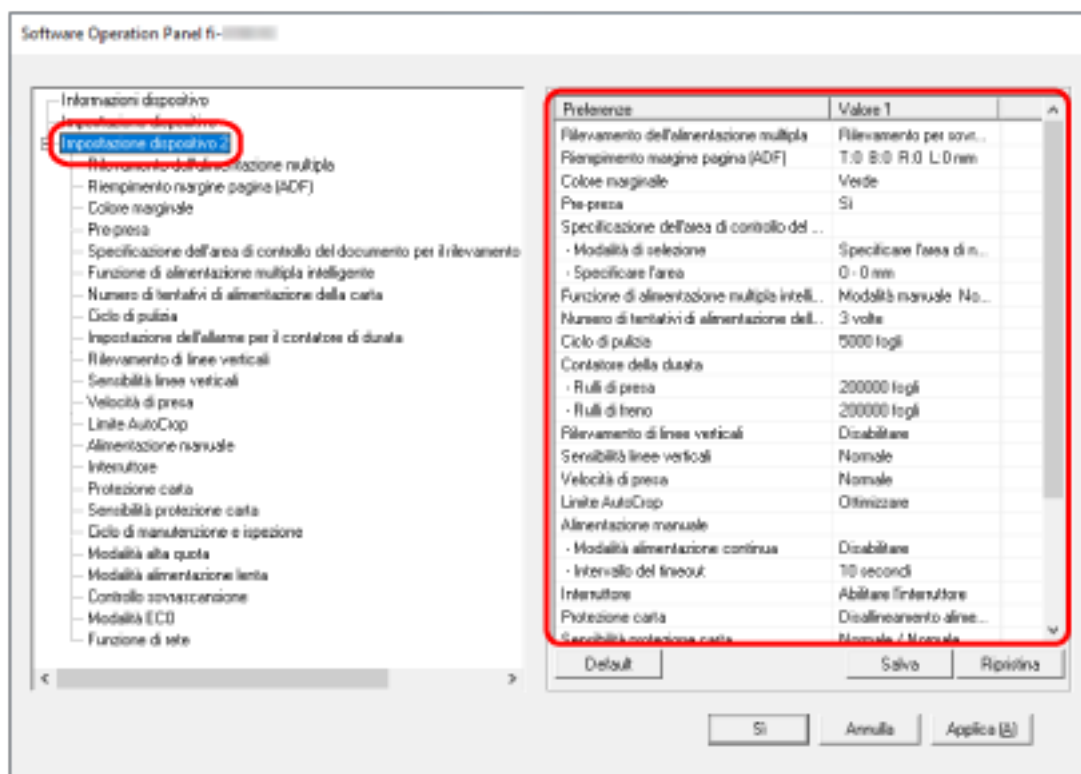 Software Operation Panel fi-
Informazioni dispositivo
Impostazione dispositivo
Impostazione dispositivo 2
Rilevamento dell'alimentazione multipla
Riempimento margine pagina (ADF)
Colore marginale
Pre-presa
Specificazione dell'area di controllo del documento per il rilevamento
Funzione di alimentazione multipla intelligente
Numero di tentativi di alimentazione della carta
Ciclo di pulizia
Impostazione dell'allarme per il contatore di durata
Rilevamento di linee verticali
Sensibilità linee verticali
Velocità di presa
Limite AutoCrop
Alimentazione manuale
Interruttore
Protezione carta
Sensibilità protezione carta
Ciclo di manutenzione e ispezione
Modalità alta quota
Modalità alimentazione lenta
Controllo sovrascansione
Modalità ECO
Funzione di rete
Preferenze Valore 1
Rilevamento dell'alimentazione multipla Rilevamento per sovr...
Riempimento margine pagina (ADF) T:0 B:0 R:0 L:0 mm
Colore marginale Verde
Pre-presa Sì
Specificazione dell'area di controllo del ...
- Modalità di selezione Specificare l'area di n...
- Specificare l'area 0 - 0 mm
Funzione di alimentazione multipla intelli... Modalità manuale No...
Numero di tentativi di alimentazione dell... 3 volte
Ciclo di pulizia 5000 fogli
Contatore della durata
- Rulli di presa 200000 fogli
- Rulli di freno 200000 fogli
Rilevamento di linee verticali Disabilitare
Sensibilità linee verticali Normale
Velocità di presa Normale
Limite AutoCrop Ottimizzare
Alimentazione manuale
- Modalità alimentazione continua Disabilitare
- Intervallo del timeout 10 secondi
Interruttore Abilitare l'interruttore
Protezione carta Disallineamento alime...
Sensibilità protezione carta Normale / Normale
Default Salva Ripristina
Sì Annulla Applica (A)